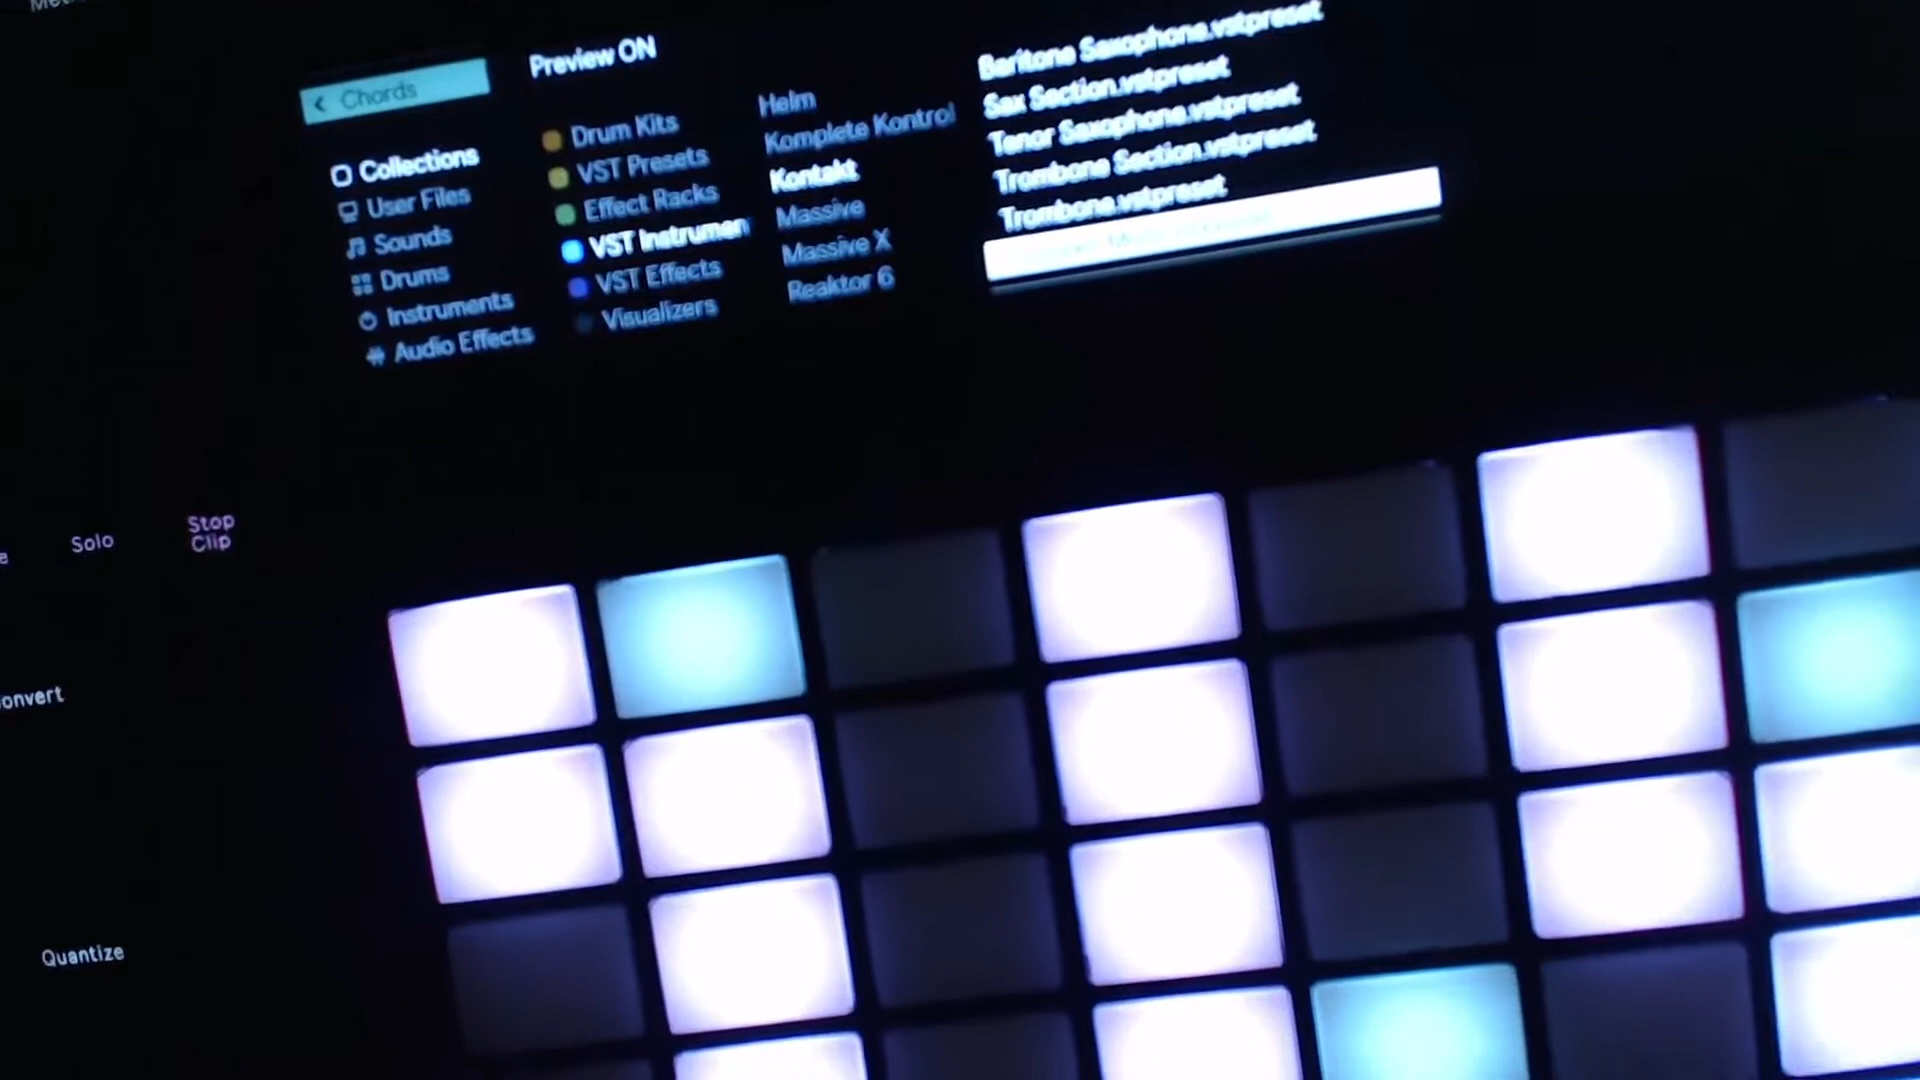 Preview ON
< Chords
Collections
User Files
Sounds
Drums
Instruments
Audio Effects
Drum Kits
VST Presets
Effect Racks
VST Instrumen
VST Effects
Visualizers
Helm
Komplete Kontrol
Kontakt
Massive
Massive X
Reaktor 6
Baritone Saxophone.vstpreset
Sax Section.vstpreset
Tenor Saxophone.vstpreset
Trombone Section.vstpreset
Trombone.vstpreset
Solo
Stop
Clip
onvert
Quantize